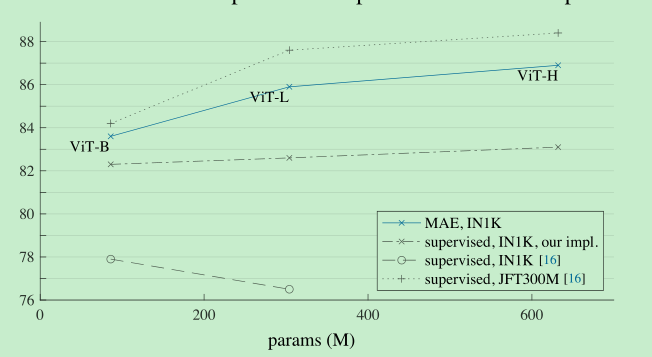 88
86
84
82
80
78
76
0
200
400
600
params (M)
ViT-B
ViT-L
ViT-H
MAE, IN1K
supervised, IN1K, our impl.
supervised, IN1K [16]
supervised, JFT300M [16]